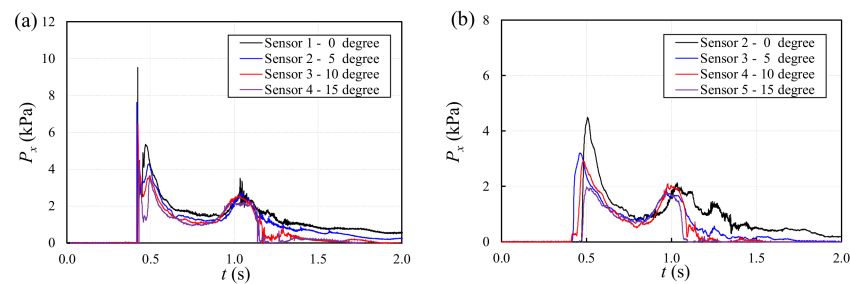 (a)
12
10
8
6
4
2
0
Pₓ (kPa)
Sensor 1 - 0 degree
Sensor 2 - 5 degree
Sensor 3 - 10 degree
Sensor 4 - 15 degree
0.0 0.5 1.0 1.5 2.0
t (s)
(b)
8
6
4
2
0
Pₓ (kPa)
Sensor 2 - 0 degree
Sensor 3 - 5 degree
Sensor 4 - 10 degree
Sensor 5 - 15 degree
0.0 0.5 1.0 1.5 2.0
t (s)